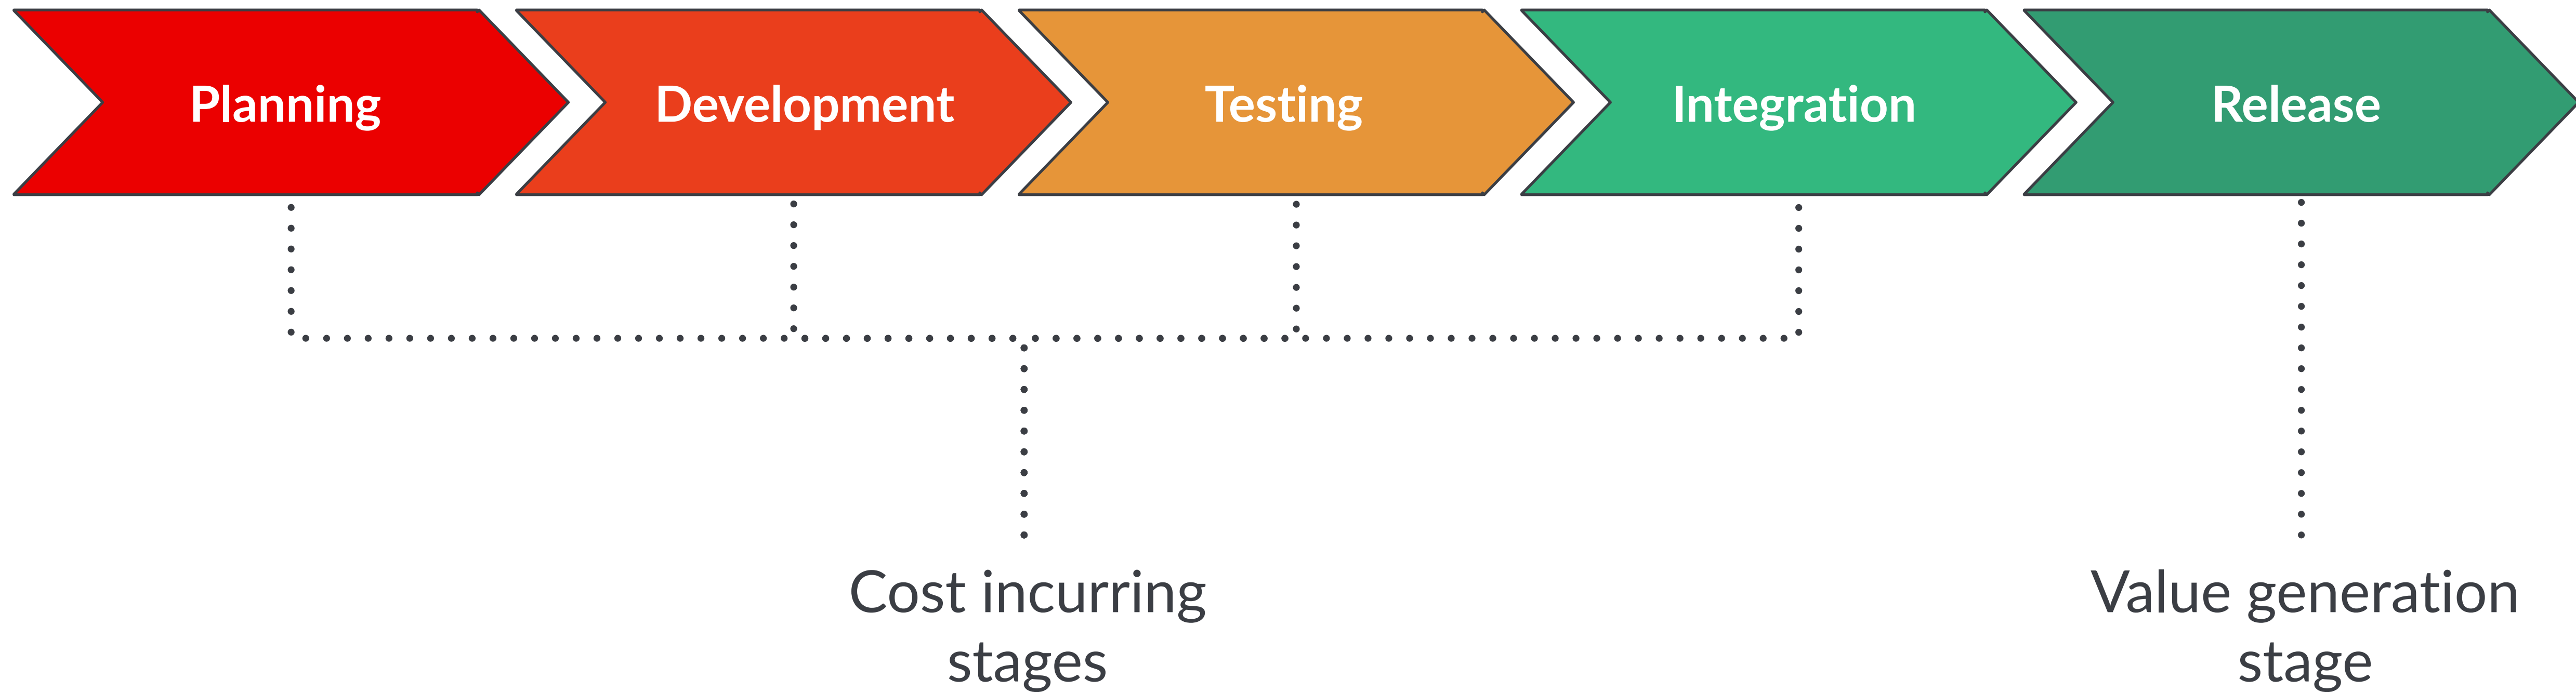 Planning
Development
Testing
Integration
Release
Cost incurring
stages
Value generation
stage